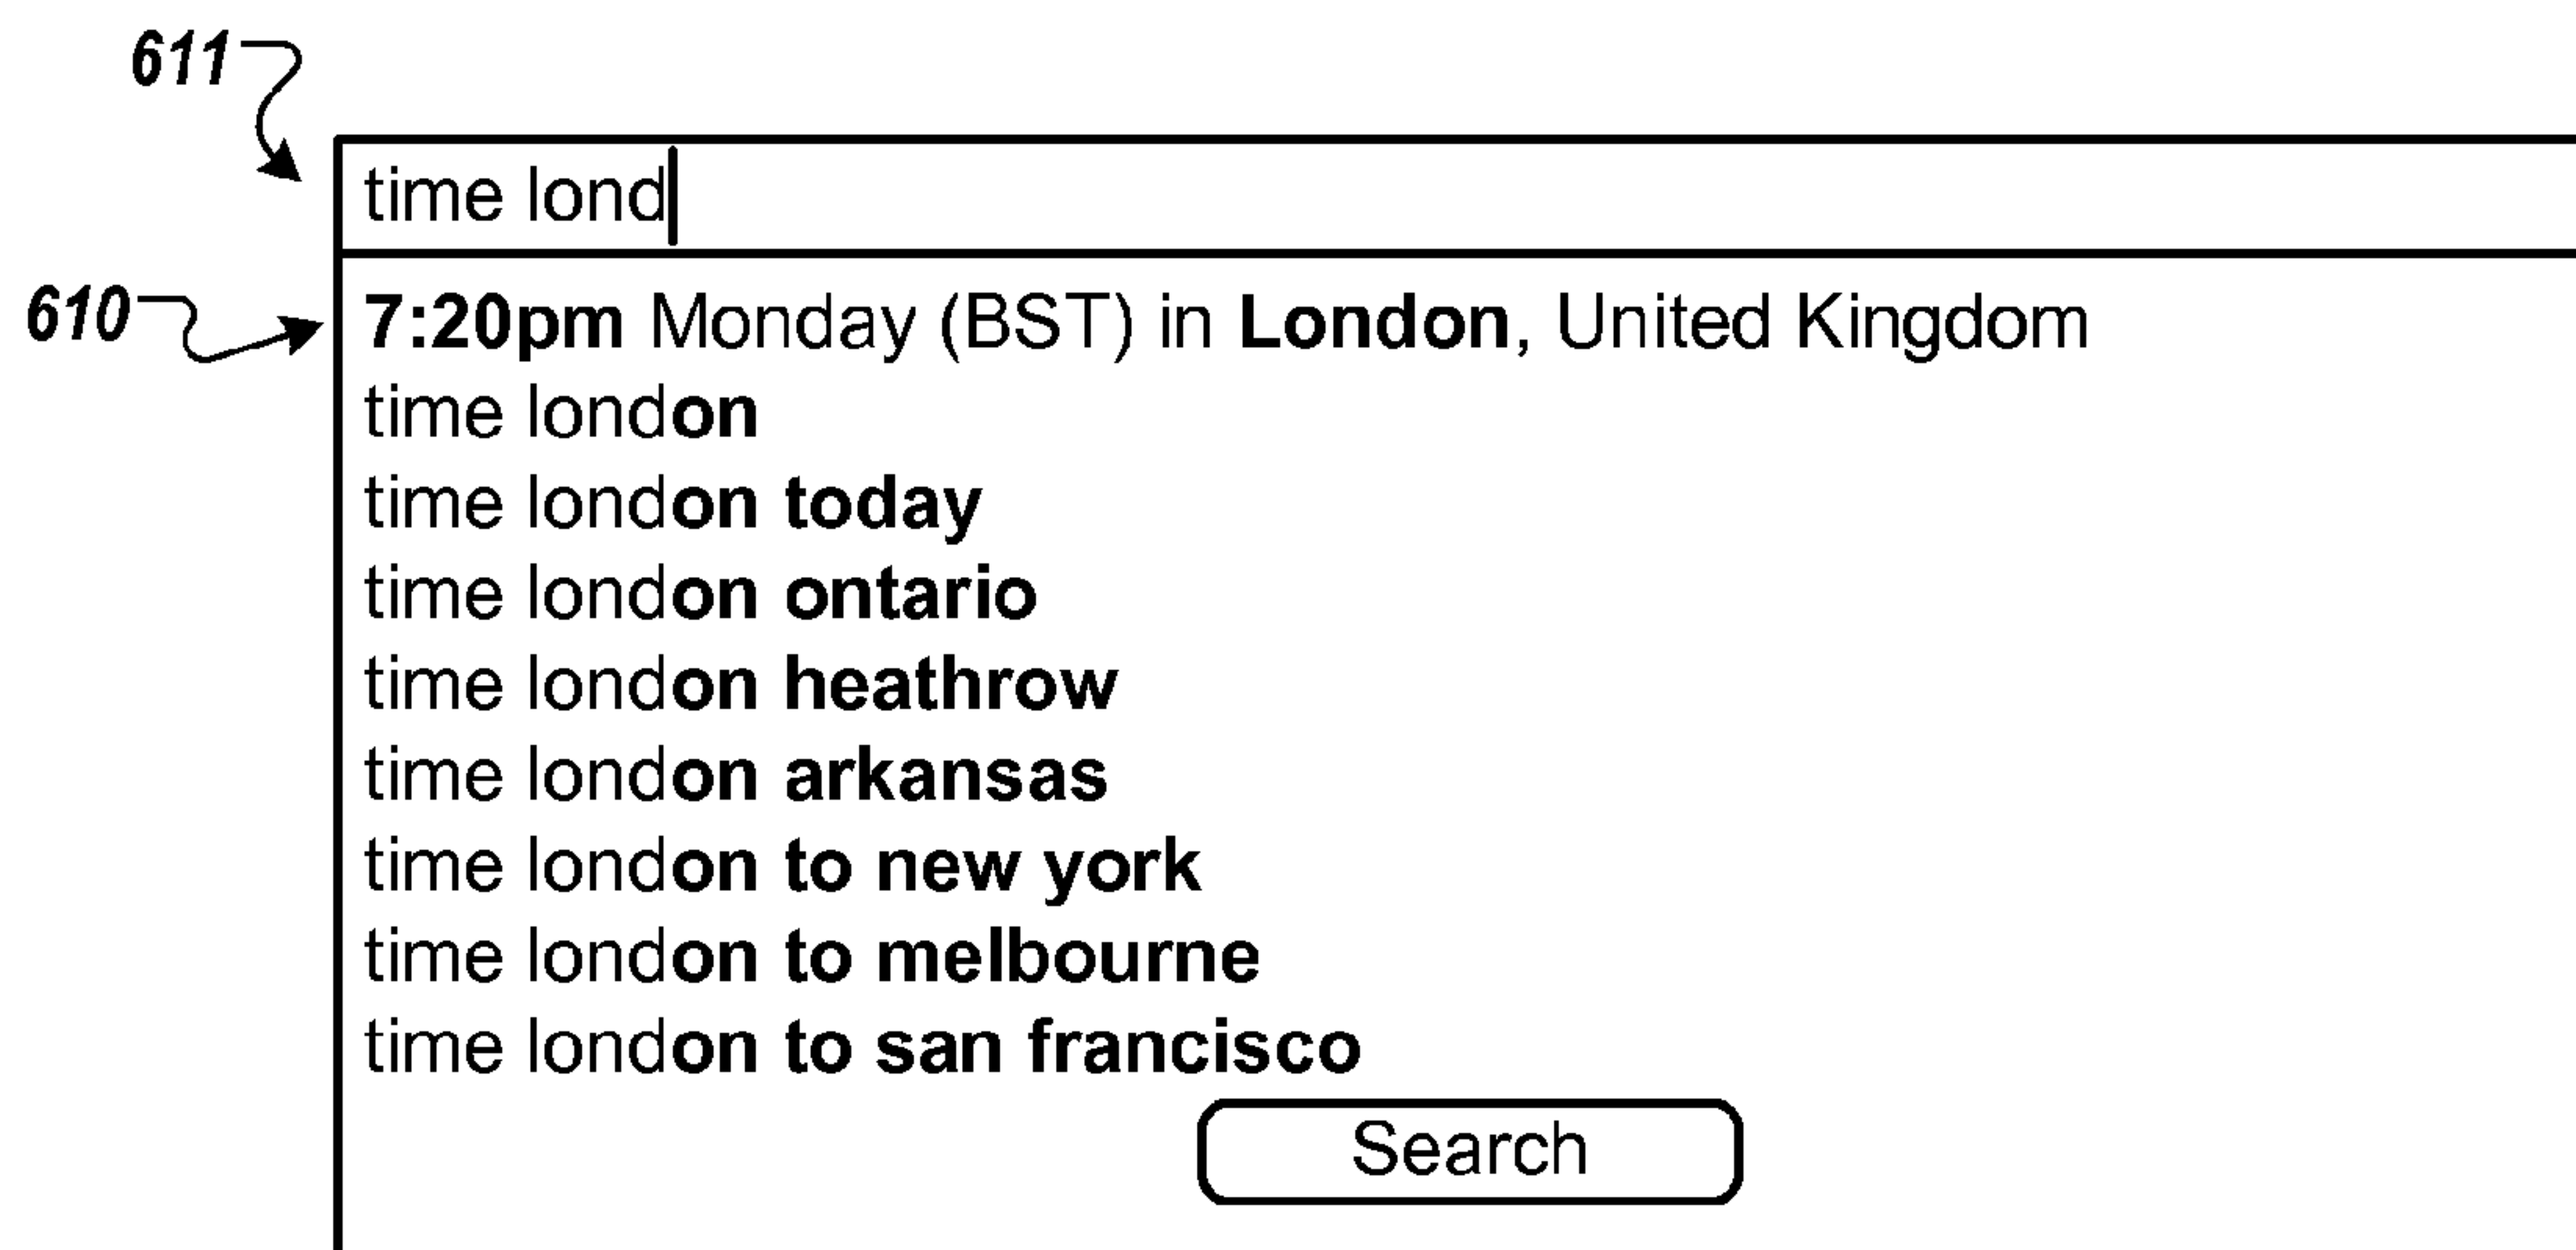 611
time lond
610
7:20pm Monday (BST) in London, United Kingdom
time london
time london today
time london ontario
time london heathrow
time london arkansas
time london to new york
time london to melbourne
time london to san francisco
Search